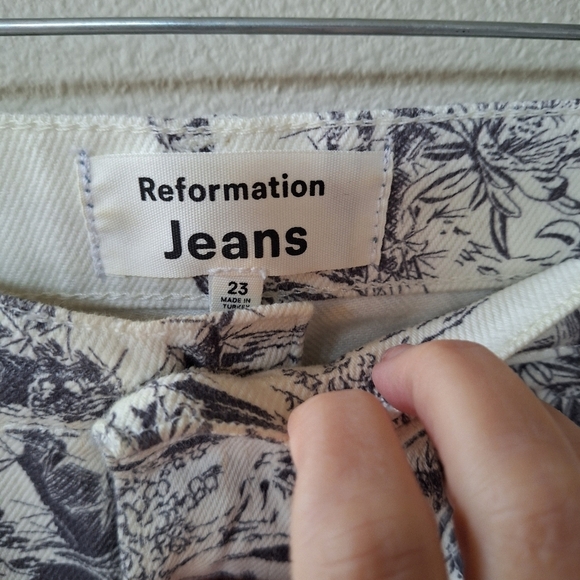 Reformation
Jeans
23
MADE IN
TURKEY